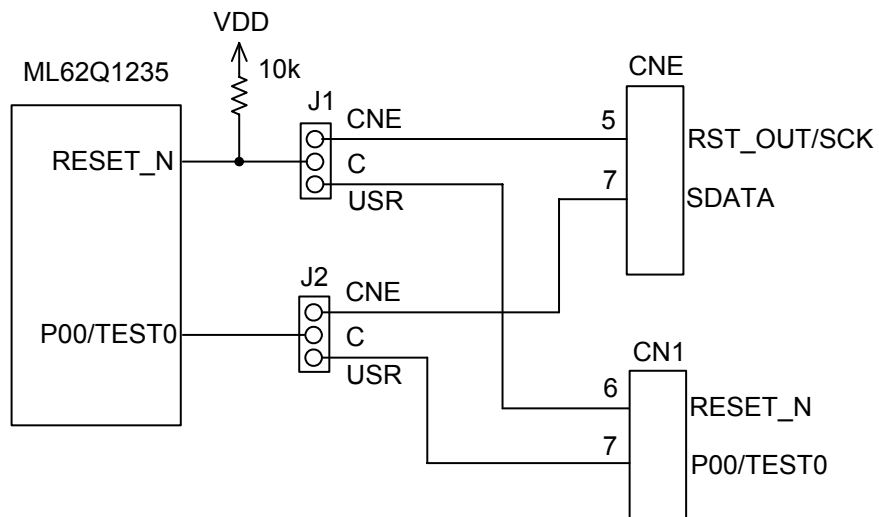 VDD
ML62Q1235
10k
CNE
J1
CNE
5
RST_OUT/SCK
RESET_N
C
7
USR
SDATA
J2
CNE
P00/TEST0
C
CN1
USR
6
RESET_N
7
P00/TEST0